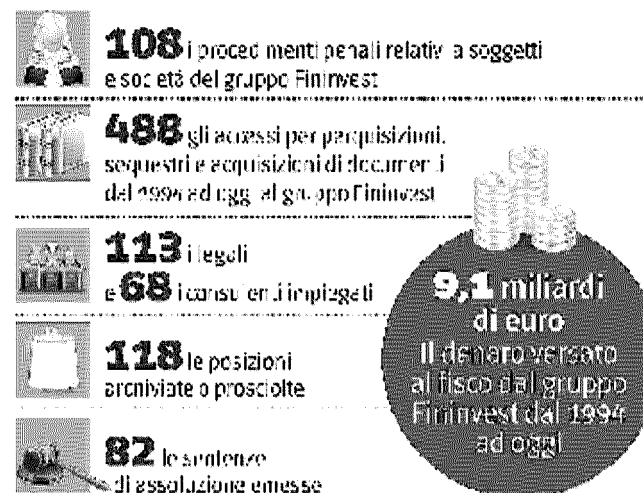 108 i procedimenti penali relativi a soggetti
e società del gruppo Fininvest
488 gli accessi per perquisizioni,
sequestri e acquisizioni di documenti
dal 1994 ad oggi al gruppo Fininvest
113 i legali
e 68 i consulenti impiegati
118 le posizioni
archiviate o prosciolte
82 le sentenze
di assoluzione emesse
9,1 miliardi
di euro
Il denaro versato
al fisco dal gruppo
Fininvest dal 1994
ad oggi